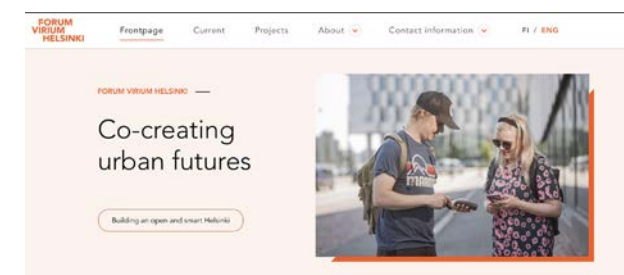 FORUM
VIRIUM
HELSINKI
Frontpage Current Projects About Contact information FI / ENG
FORUM VIRIUM HELSINKI
Co-creating
urban futures
Building an open and smart Helsinki